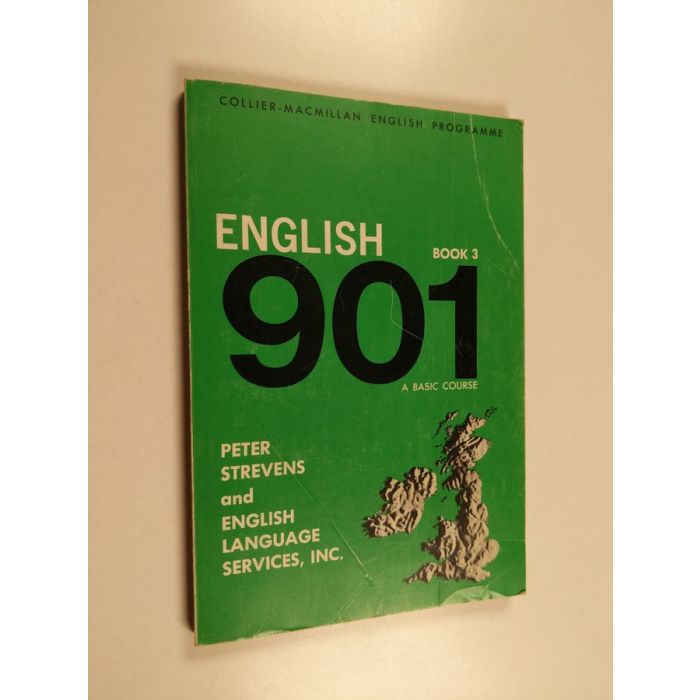 COLLIER-MACMILLAN ENGLISH PROGRAMME
ENGLISH
BOOK 3
901
A BASIC COURSE
PETER
STREVENS
and
ENGLISH
LANGUAGE
SERVICES, INC.